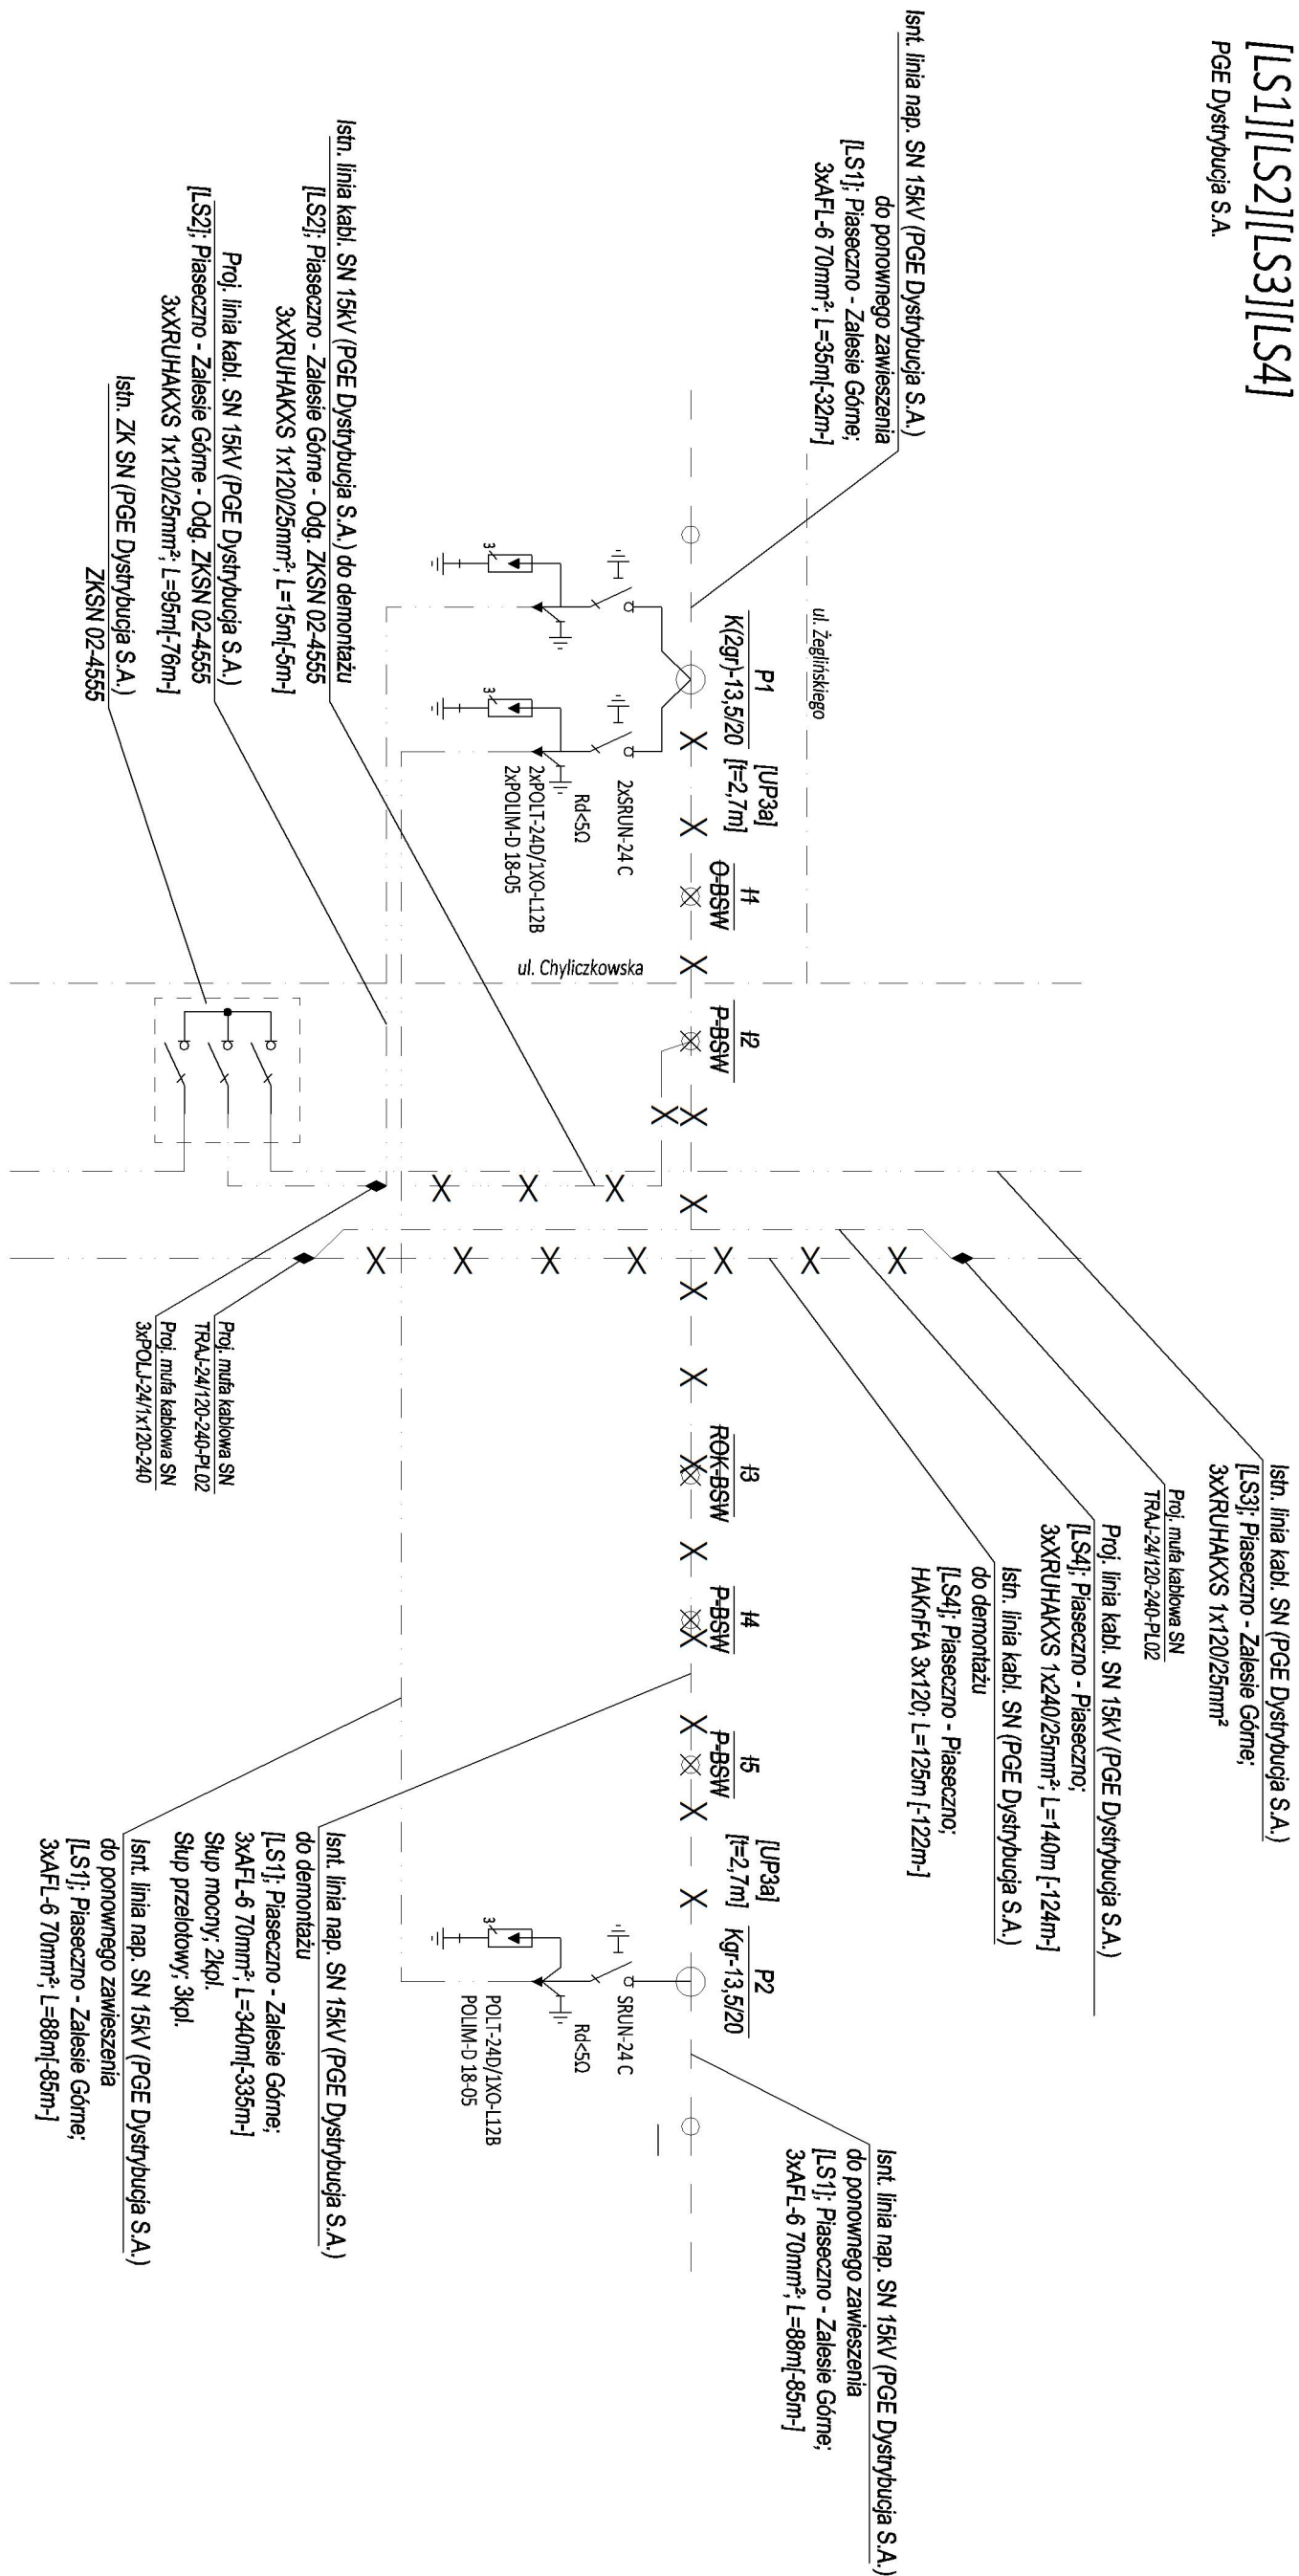 [LS1][LS2][LS3][LS4]
PGE Dystrybucja S.A.
Isnt. linia nap. SN 15kV (PGE Dystrybucja S.A.)
do ponownego zawieszenia
[LS1]; Piaseczno - Zalesie Górne;
3xAFL-6 70mm²; L=35m[-32m-]
Istn. linia kabl. SN 15kV (PGE Dystrybucja S.A.) do demontażu
[LS2]; Piaseczno - Zalesie Górne - Odg. ZKSN 02-4555
3xXRUHAKXS 1x120/25mm²; L=15m[-5m-]
Proj. linia kabl. SN 15kV (PGE Dystrybucja S.A.)
[LS2]; Piaseczno - Zalesie Górne - Odg. ZKSN 02-4555
3xXRUHAKXS 1x120/25mm²; L=95m[-76m-]
Istn. ZK SN (PGE Dystrybucja S.A.)
ZKSN 02-4555
ul. Żeglińskiego
P1
K(2gr)-13,5/20
[UP3a]
[t=2,7m]
3
3
2xSRUN-24 C
Rd<5Ω
2xPOLT-24D/1XO-L12B
2xPOLIM-D 18-05
I1
O-BSW
ul. Chyliczkowska
I2
P-BSW
Istn. linia kabl. SN (PGE Dystrybucja S.A.)
[LS3]; Piaseczno - Zalesie Górne;
3xXRUHAKXS 1x120/25mm²
Proj. mufa kablowa SN
TRAJ-24/120-240-PL02
Proj. linia kabl. SN 15kV (PGE Dystrybucja S.A.)
[LS4]; Piaseczno - Piaseczno;
3xXRUHAKXS 1x240/25mm²; L=140m [-124m-]
Istn. linia kabl. SN (PGE Dystrybucja S.A.)
do demontażu
[LS4]; Piaseczno - Piaseczno;
HAKnFtA 3x120; L=125m [-122m-]
Proj. mufa kablowa SN
TRAJ-24/120-240-PL02
Proj. mufa kablowa SN
3xPOLJ-24/1x120-240
I3
ROK-BSW
I4
P-BSW
I5
P-BSW
[UP3a]
[t=2,7m]
P2
Kgr-13,5/20
3
SRUN-24 C
Rd<5Ω
POLT-24D/1XO-L12B
POLIM-D 18-05
Isnt. linia nap. SN 15kV (PGE Dystrybucja S.A.)
do demontażu
[LS1]; Piaseczno - Zalesie Górne;
3xAFL-6 70mm²; L=340m[-335m-]
Słup mocny; 2kpl.
Słup przelotowy; 3kpl.
Isnt. linia nap. SN 15kV (PGE Dystrybucja S.A.)
do ponownego zawieszenia
[LS1]; Piaseczno - Zalesie Górne;
3xAFL-6 70mm²; L=88m[-85m-]
Isnt. linia nap. SN 15kV (PGE Dystrybucja S.A.)
do ponownego zawieszenia
[LS1]; Piaseczno - Zalesie Górne;
3xAFL-6 70mm²; L=88m[-85m-]